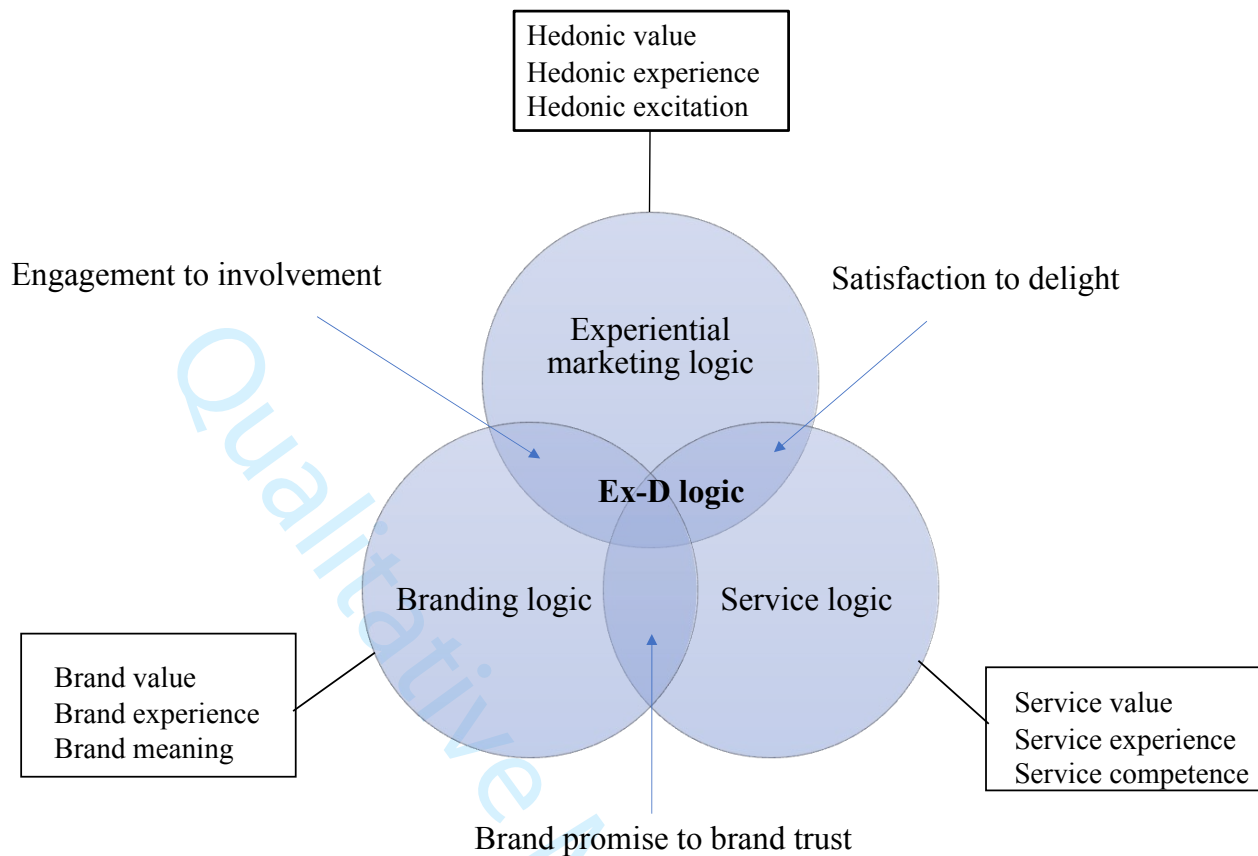 Hedonic value
Hedonic experience
Hedonic excitation
Engagement to involvement
Satisfaction to delight
Experiential
marketing logic
Ex-D logic
Branding logic
Service logic
Brand value
Brand experience
Brand meaning
Service value
Service experience
Service competence
Brand promise to brand trust
Qualitative